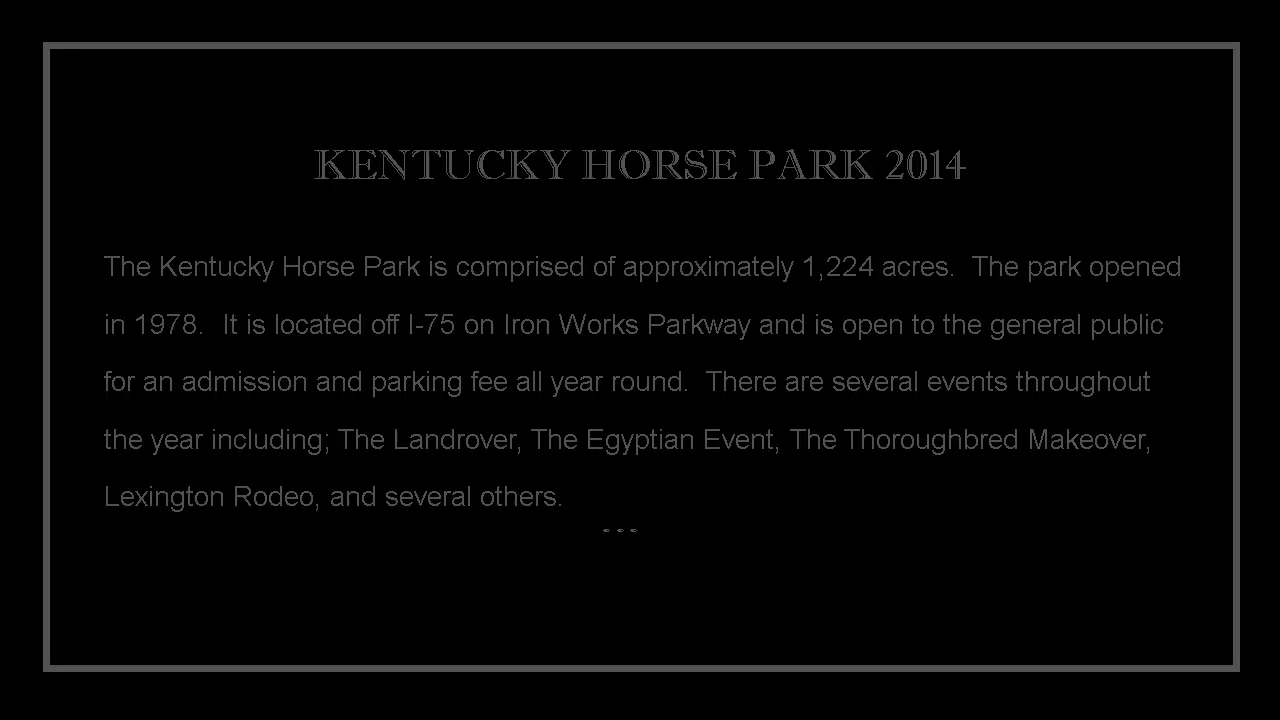 KENTUCKY HORSE PARK 2014
The Kentucky Horse Park is comprised of approximately 1,224 acres.  The park opened
in 1978.  It is located off I-75 on Iron Works Parkway and is open to the general public
for an admission and parking fee all year round.  There are several events throughout
the year including; The Landrover, The Egyptian Event, The Thoroughbred Makeover,
Lexington Rodeo, and several others.
...